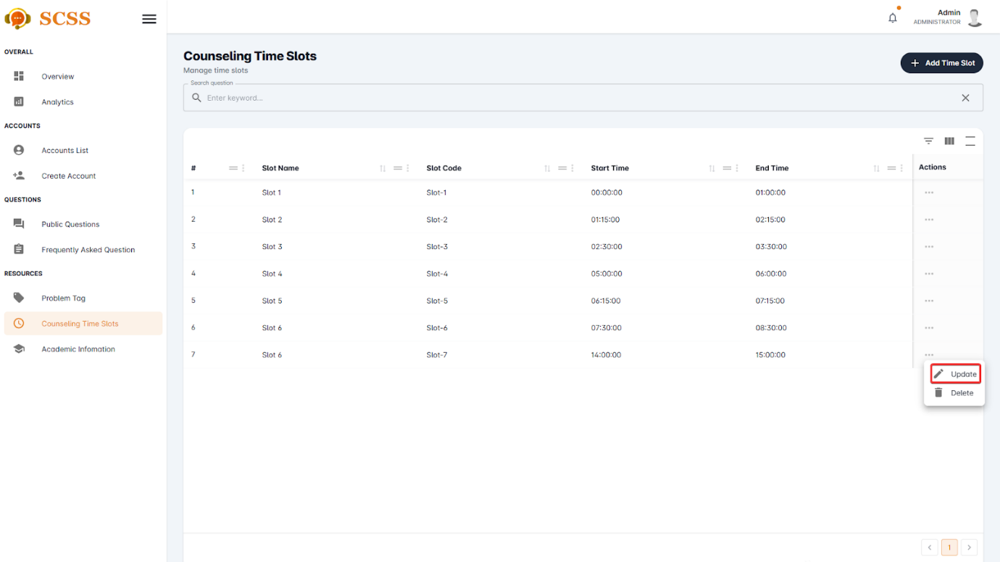 SCSS
Admin
ADMINISTRATOR
OVERALL
Overview
Analytics
ACCOUNTS
Accounts List
Create Account
QUESTIONS
Public Questions
Frequently Asked Question
RESOURCES
Problem Tag
Counseling Time Slots
Academic Infomation
Counseling Time Slots
Manage time slots
Add Time Slot
Search question
Enter keyword...
# Slot Name Slot Code Start Time End Time Actions
1 Slot 1 Slot-1 00:00:00 01:00:00
2 Slot 2 Slot-2 01:15:00 02:15:00
3 Slot 3 Slot-3 02:30:00 03:30:00
4 Slot 4 Slot-4 05:00:00 06:00:00
5 Slot 5 Slot-5 06:15:00 07:15:00
6 Slot 6 Slot-6 07:30:00 08:30:00
7 Slot 6 Slot-7 14:00:00 15:00:00
Update
Delete
1